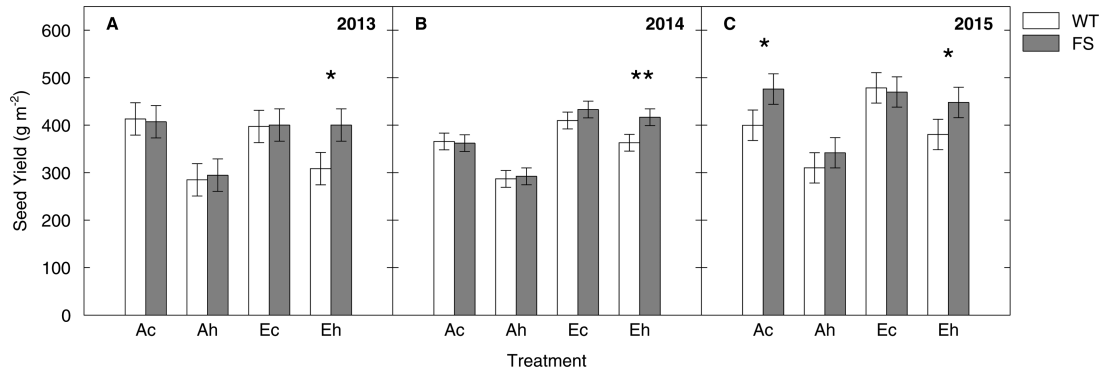 A 2013
B 2014
C 2015
WT
FS
600
500
400
300
200
100
0
Seed Yield (g m-2)
*
**
*
*
Ac Ah Ec Eh
Ac Ah Ec Eh
Ac Ah Ec Eh
Treatment